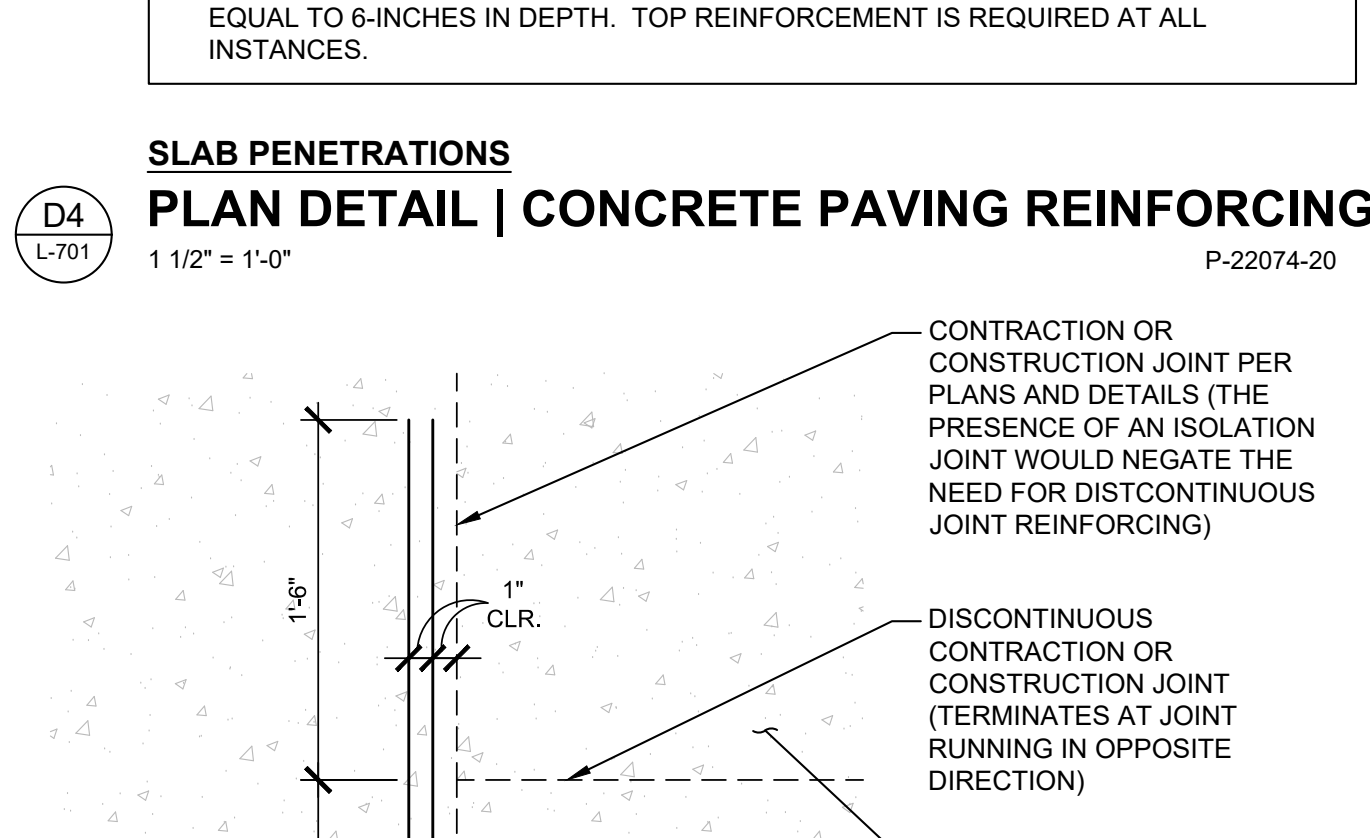 EQUAL TO 6-INCHES IN DEPTH. TOP REINFORCEMENT IS REQUIRED AT ALL
INSTANCES.
SLAB PENETRATIONS
D4
L-701
PLAN DETAIL | CONCRETE PAVING REINFORCING
1 1/2" = 1'-0"
P-22074-20
CONTRACTION OR
CONSTRUCTION JOINT PER
PLANS AND DETAILS (THE
PRESENCE OF AN ISOLATION
JOINT WOULD NEGATE THE
NEED FOR DISTCONTINUOUS
JOINT REINFORCING)
1'-6"
1"
CLR.
DISCONTINUOUS
CONTRACTION OR
CONSTRUCTION JOINT
(TERMINATES AT JOINT
RUNNING IN OPPOSITE
DIRECTION)